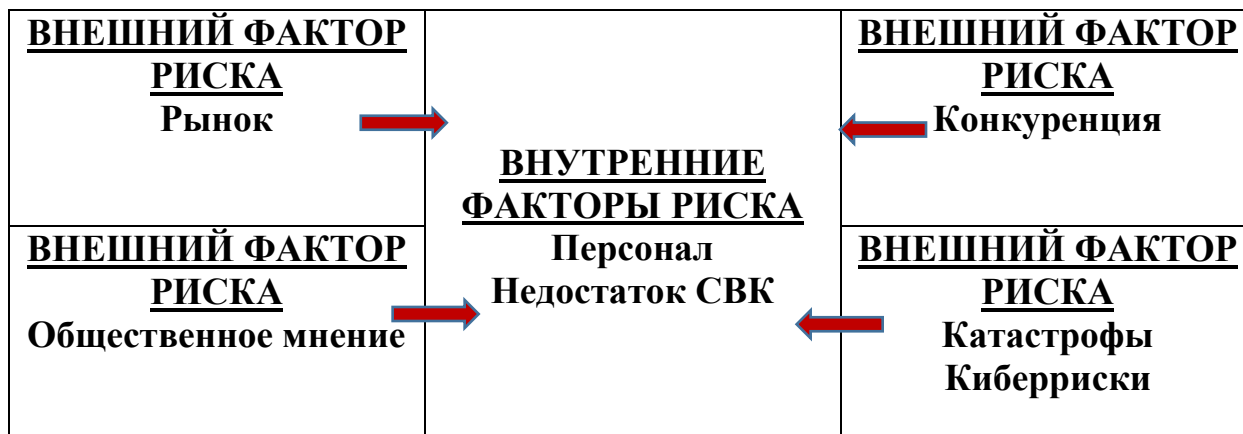 ВНЕШНИЙ ФАКТОР
РИСКА
Рынок
ВНЕШНИЙ ФАКТОР
РИСКА
Общественное мнение
ВНУТРЕННИЕ
ФАКТОРЫ РИСКА
Персонал
Недостаток СВК
ВНЕШНИЙ ФАКТОР
РИСКА
Конкуренция
ВНЕШНИЙ ФАКТОР
РИСКА
Катастрофы
Киберриски